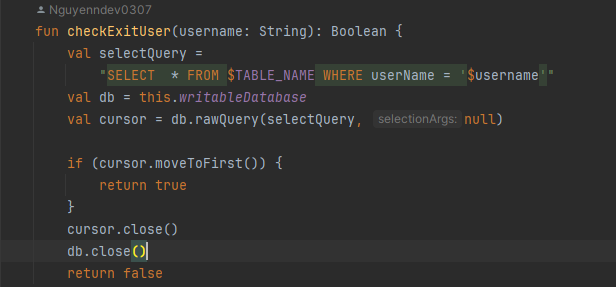 Nguyenndev0307
fun checkExitUser(username: String): Boolean {
val selectQuery =
"SELECT  * FROM $TABLE_NAME WHERE userName = '$username'"
val db = this.writableDatabase
val cursor = db.rawQuery(selectQuery, selectionArgs: null)
if (cursor.moveToFirst()) {
return true
}
cursor.close()
db.close()
return false